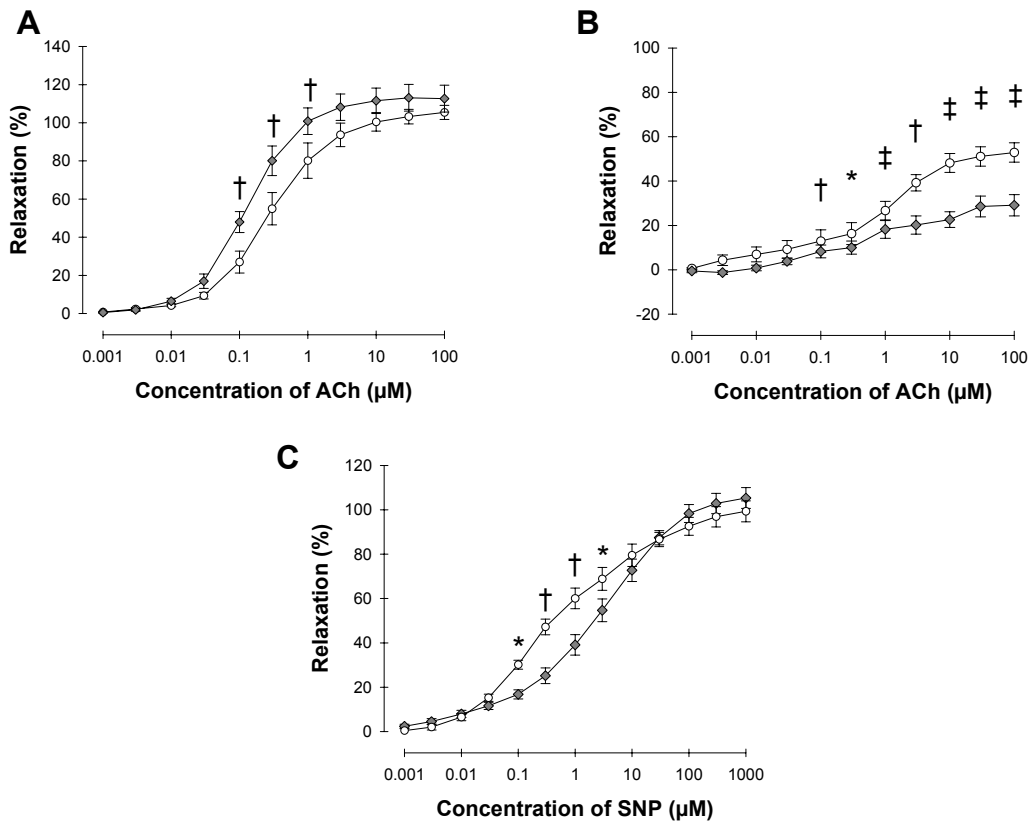 A
140
120
100
80
60
40
20
0
Relaxation (%)
† † †
0.001 0.01 0.1 1 10 100
Concentration of ACh (µM)
B
100
80
60
40
20
0
-20
Relaxation (%)
† * ‡ † ‡ ‡ ‡
0.001 0.01 0.1 1 10 100
Concentration of ACh (µM)
C
120
100
80
60
40
20
0
Relaxation (%)
* † † *
0.001 0.01 0.1 1 10 100 1000
Concentration of SNP (µM)